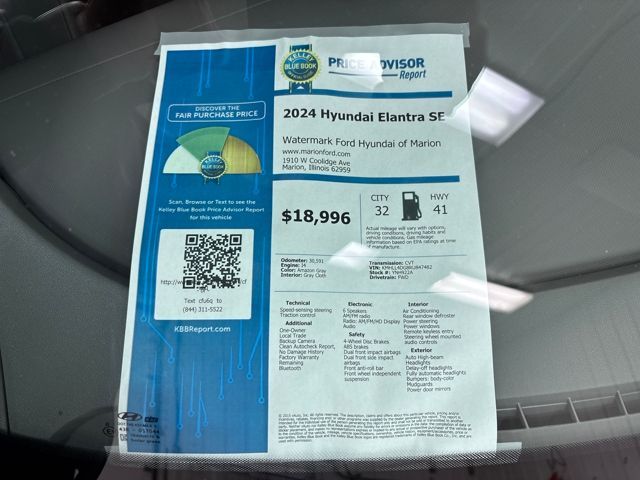 KELLEY
BLUE BOOK
OFFICIAL GUIDE
PRICE ADVISOR
Report
DISCOVER THE
FAIR PURCHASE PRICE
KELLEY
BLUE BOOK
Scan, Browse or Text to see the
Kelley Blue Book Price Advisor Report
for this vehicle
Text cfu6q to
(844) 311-5522
KBBReport.com
2024 Hyundai Elantra SE
Watermark Ford Hyundai of Marion
www.marionford.com
1910 W Coolidge Ave
Marion, Illinois 62959
$18,996
CITY
32
HWY
41
Actual mileage will vary with options,
driving conditions, driving habits and
vehicle condition. Gas mileage
information based on EPA ratings at time
of manufacture.
Odometer: 30,591
Engine: I4
Color: Amazon Gray
Interior: Gray Cloth
Transmission: CVT
Drivetrain: FWD
Technical
Speed-sensing steering
Traction control
Additional
One-Owner
Local Trade
Backup Camera
Clean Autocheck Report,
No Damage History
Factory Warranty
Remaining
Bluetooth
Electronic
6 Speakers
AM/FM radio
Radio: AM/FM/HD Display
Audio
Safety
4-Wheel Disc Brakes
ABS brakes
Dual front impact airbags
Dual front side impact
airbags
Front anti-roll bar
Front wheel independent
suspension
Interior
Air Conditioning
Rear window defroster
Power steering
Power windows
Remote keyless entry
Steering wheel mounted
audio controls
Exterior
Auto High-beam
Headlights
Delay-off headlights
Fully automatic headlights
Bumpers: body-color
Mudguards
Power door mirrors